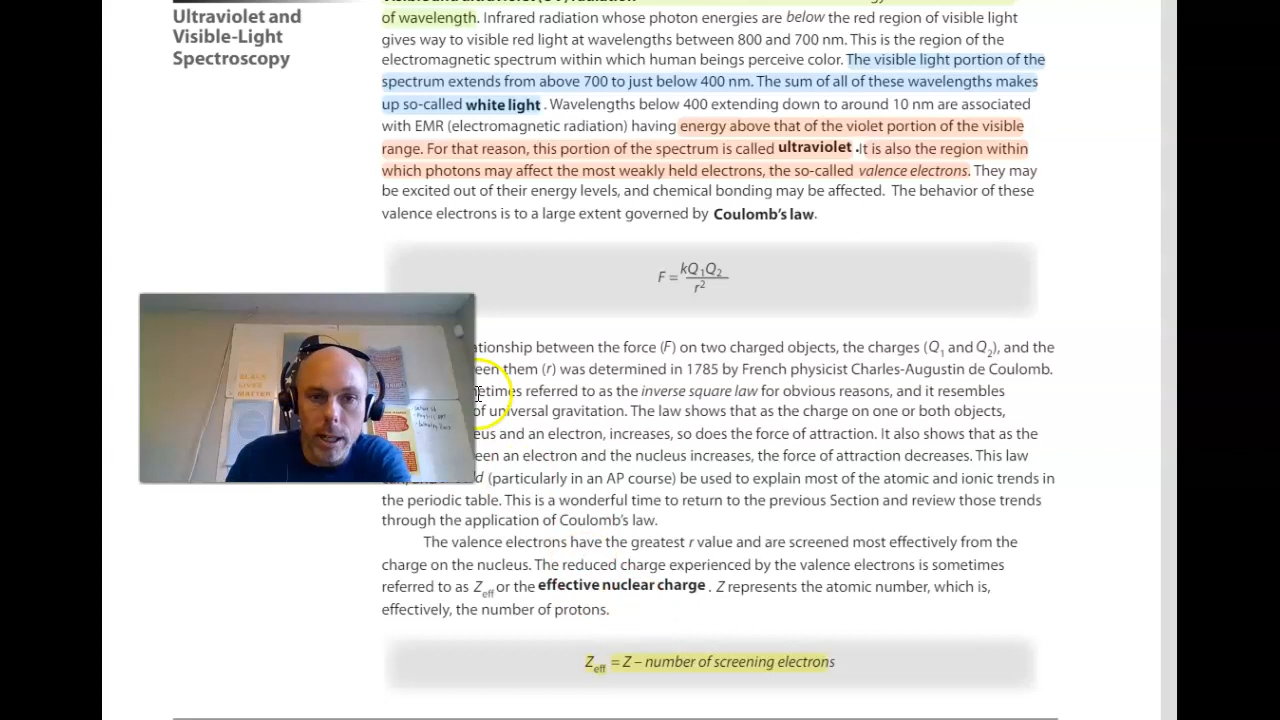 Ultraviolet and
Visible-Light
Spectroscopy
of wavelength. Infrared radiation whose photon energies are below the red region of visible light
gives way to visible red light at wavelengths between 800 and 700 nm. This is the region of the
electromagnetic spectrum within which human beings perceive color. The visible light portion of the
spectrum extends from above 700 to just below 400 nm. The sum of all of these wavelengths makes
up so-called white light. Wavelengths below 400 extending down to around 10 nm are associated
with EMR (electromagnetic radiation) having energy above that of the violet portion of the visible
range. For that reason, this portion of the spectrum is called ultraviolet. It is also the region within
which photons may affect the most weakly held electrons, the so-called valence electrons. They may
be excited out of their energy levels, and chemical bonding may be affected. The behavior of these
valence electrons is to a large extent governed by Coulomb's law.
F = kQ₁Q₂
r²
ationship between the force (F) on two charged objects, the charges (Q₁ and Q₂), and the
een them (r) was determined in 1785 by French physicist Charles-Augustin de Coulomb.
etimes referred to as the inverse square law for obvious reasons, and it resembles
of universal gravitation. The law shows that as the charge on one or both objects,
eus and an electron, increases, so does the force of attraction. It also shows that as the
een an electron and the nucleus increases, the force of attraction decreases. This law
(particularly in an AP course) be used to explain most of the atomic and ionic trends in
the periodic table. This is a wonderful time to return to the previous Section and review those trends
through the application of Coulomb's law.
The valence electrons have the greatest r value and are screened most effectively from the
charge on the nucleus. The reduced charge experienced by the valence electrons is sometimes
referred to as Zeff or the effective nuclear charge. Z represents the atomic number, which is,
effectively, the number of protons.
Zeff = Z – number of screening electrons
BLACK
LIVES
MATTER